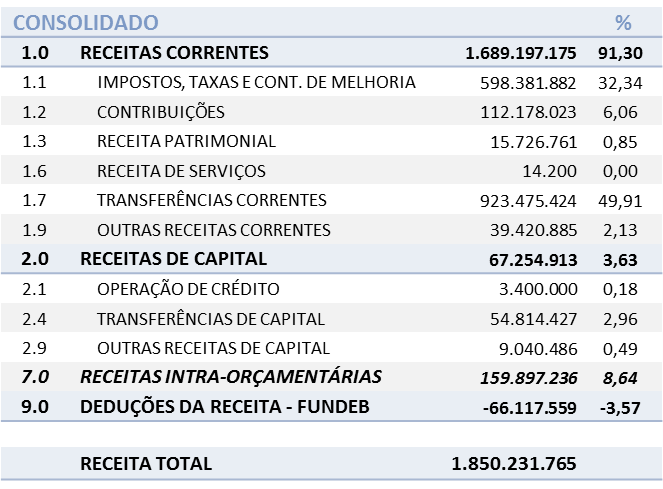 CONSOLIDADO %
1.0 RECEITAS CORRENTES 1.689.197.175 91,30
1.1 IMPOSTOS, TAXAS E CONT. DE MELHORIA 598.381.882 32,34
1.2 CONTRIBUIÇÕES 112.178.023 6,06
1.3 RECEITA PATRIMONIAL 15.726.761 0,85
1.6 RECEITA DE SERVIÇOS 14.200 0,00
1.7 TRANSFERÊNCIAS CORRENTES 923.475.424 49,91
1.9 OUTRAS RECEITAS CORRENTES 39.420.885 2,13
2.0 RECEITAS DE CAPITAL 67.254.913 3,63
2.1 OPERAÇÃO DE CRÉDITO 3.400.000 0,18
2.4 TRANSFERÊNCIAS DE CAPITAL 54.814.427 2,96
2.9 OUTRAS RECEITAS DE CAPITAL 9.040.486 0,49
7.0 RECEITAS INTRA-ORÇAMENTÁRIAS 159.897.236 8,64
9.0 DEDUÇÕES DA RECEITA - FUNDEB -66.117.559 -3,57
RECEITA TOTAL 1.850.231.765